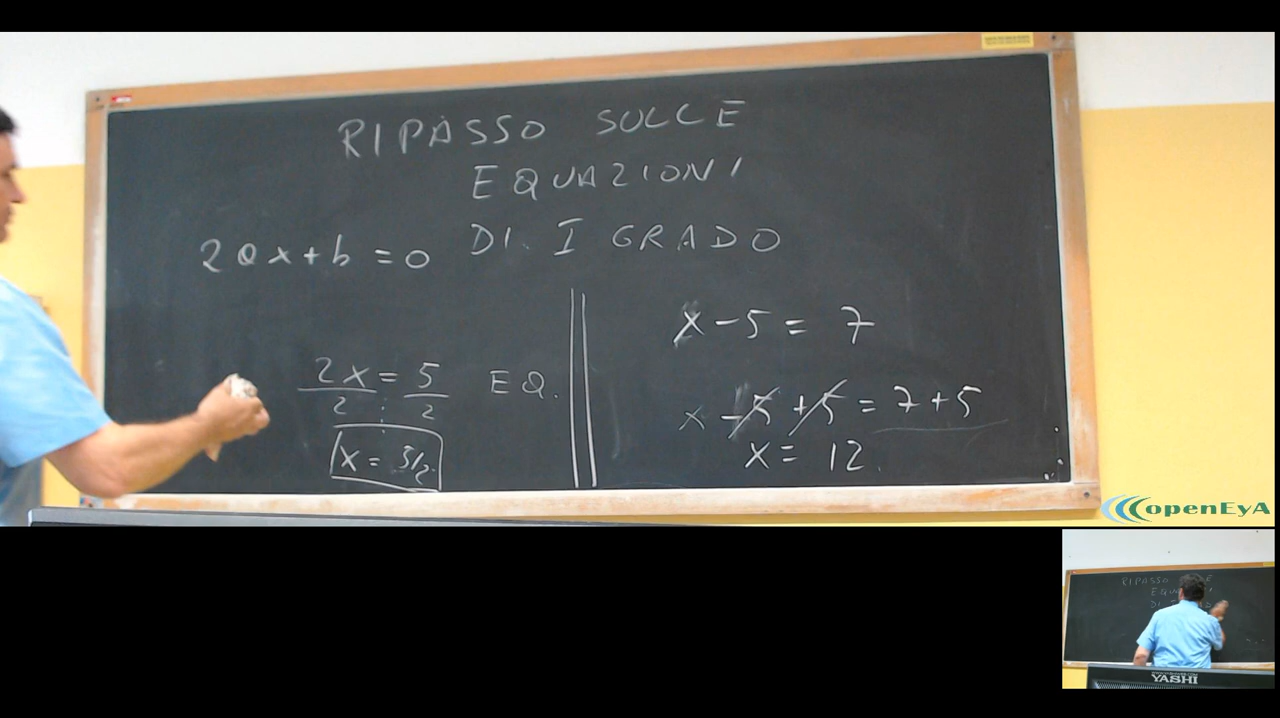 RIPASSO SULLE
EQUAZIONI
DI I GRADO
2ax+b=0
2x = 5 EQ.
2 2
x = 5/2
x-5=7
x -5 +5 = 7+5
x = 12.
openEyA
RIPASSO
YASHI